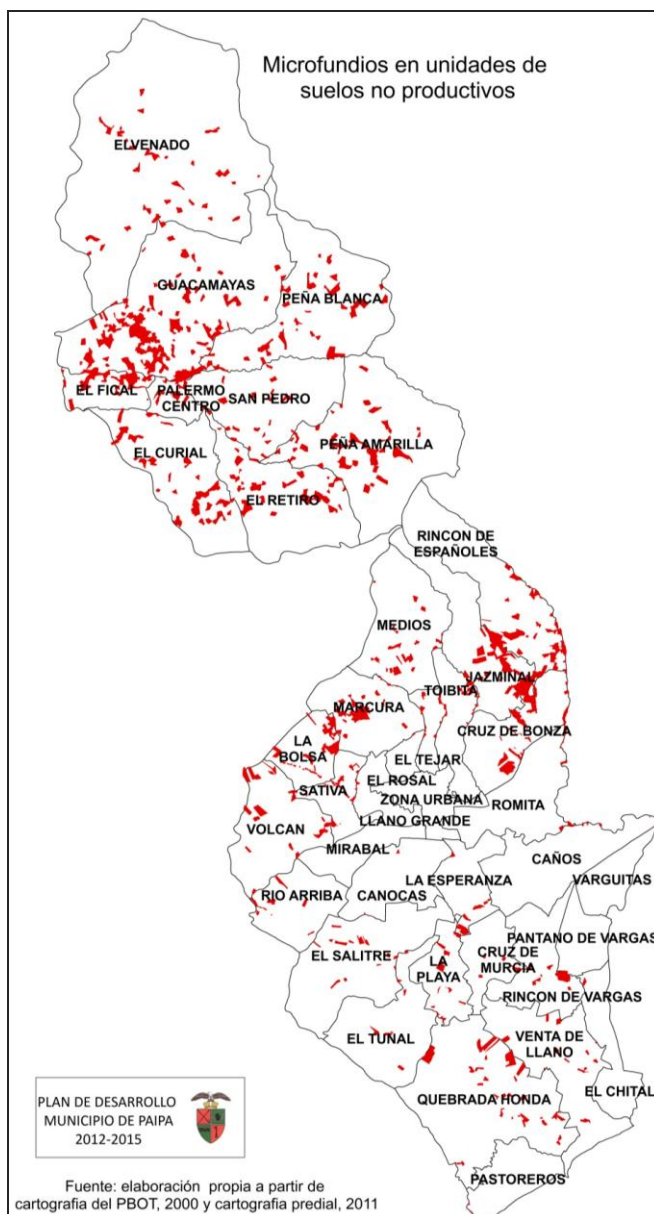 Microfundios en unidades de
suelos no productivos
ELVENADO
GUACAMAYAS
PEÑA BLANCA
EL FICAL
PALERMO
CENTRO
SAN PEDRO
EL CURIAL
PEÑA AMARILLA
EL RETIRO
RINCON DE
ESPAÑOLES
MEDIOS
JAZMINAL
TOIBITA
MARCURA
CRUZ DE BONZA
LA
BOLSA
EL TEJAR
EL ROSAL
SATIVA
ZONA URBANA
ROMITA
LLANO GRANDE
VOLCAN
MIRABAL
CAÑOS
LA ESPERANZA
VARGUITAS
RIO ARRIBA
CANOCAS
PANTANO DE VARGAS
EL SALITRE
LA
PLAYA
CRUZ DE
MURCIA
RINCON DE VARGAS
EL TUNAL
VENTA DE
LLANO
QUEBRADA HONDA
EL CHITAL
PASTOREROS
PLAN DE DESARROLLO
MUNICIPIO DE PAIPA
2012-2015
Fuente: elaboración propia a partir de
cartografia del PBOT, 2000 y cartografia predial, 2011